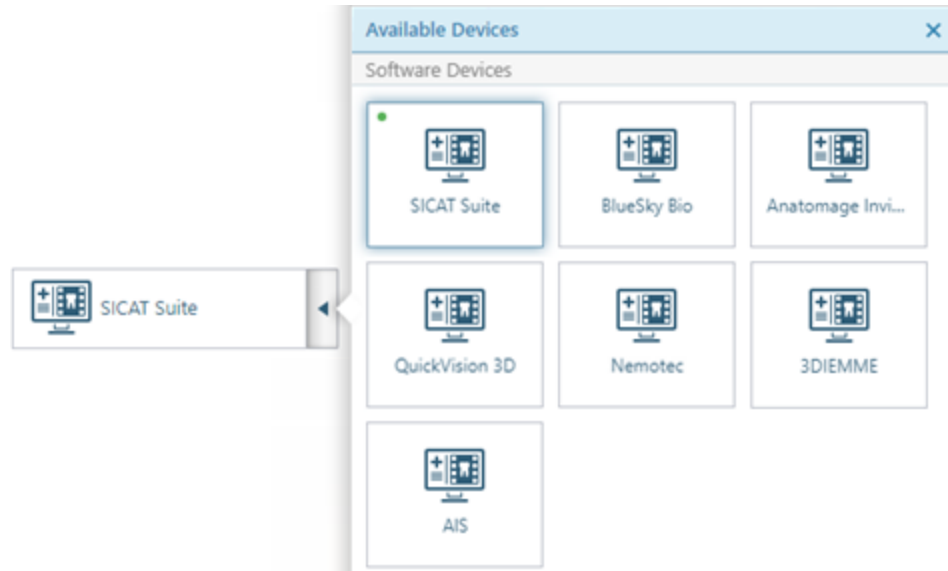 Available Devices
Software Devices
SICAT Suite
BlueSky Bio
Anatomage Invi...
SICAT Suite
QuickVision 3D
Nemotec
3DIEMME
AIS